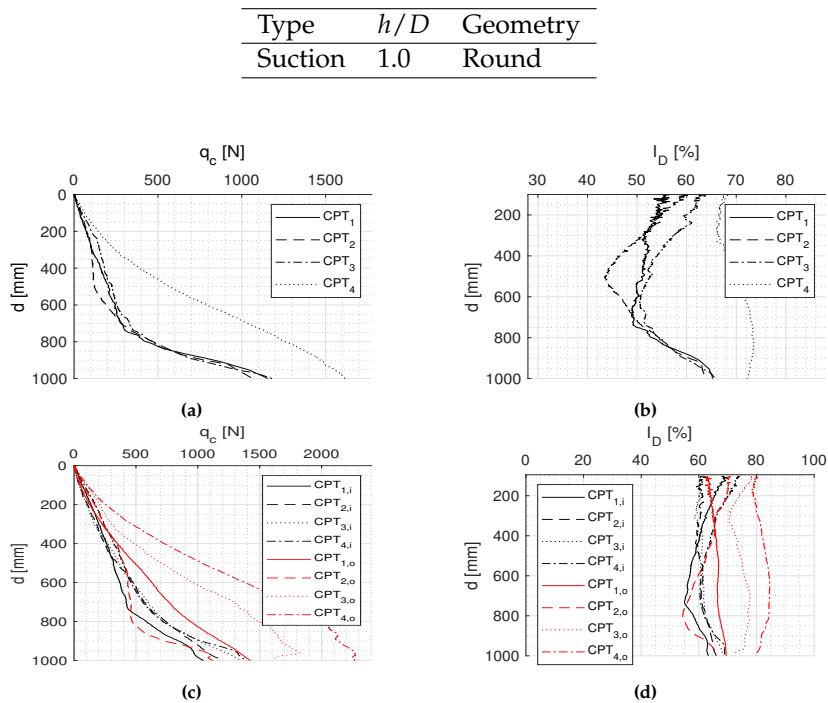 Type h/D Geometry
Suction 1.0 Round
q_c [N]
0 500 1000 1500
0
200
400
600
800
1000
d [mm]
CPT_1
CPT_2
CPT_3
CPT_4
(a)
I_D [%]
30 40 50 60 70 80
200
400
600
800
1000
d [mm]
CPT_1
CPT_2
CPT_3
CPT_4
(b)
q_c [N]
0 500 1000 1500 2000
0
200
400
600
800
1000
d [mm]
CPT_1,i
CPT_2,i
CPT_3,i
CPT_4,i
CPT_1,o
CPT_2,o
CPT_3,o
CPT_4,o
(c)
I_D [%]
0 20 40 60 80 100
200
400
600
800
1000
d [mm]
CPT_1,i
CPT_2,i
CPT_3,i
CPT_4,i
CPT_1,o
CPT_2,o
CPT_3,o
CPT_4,o
(d)